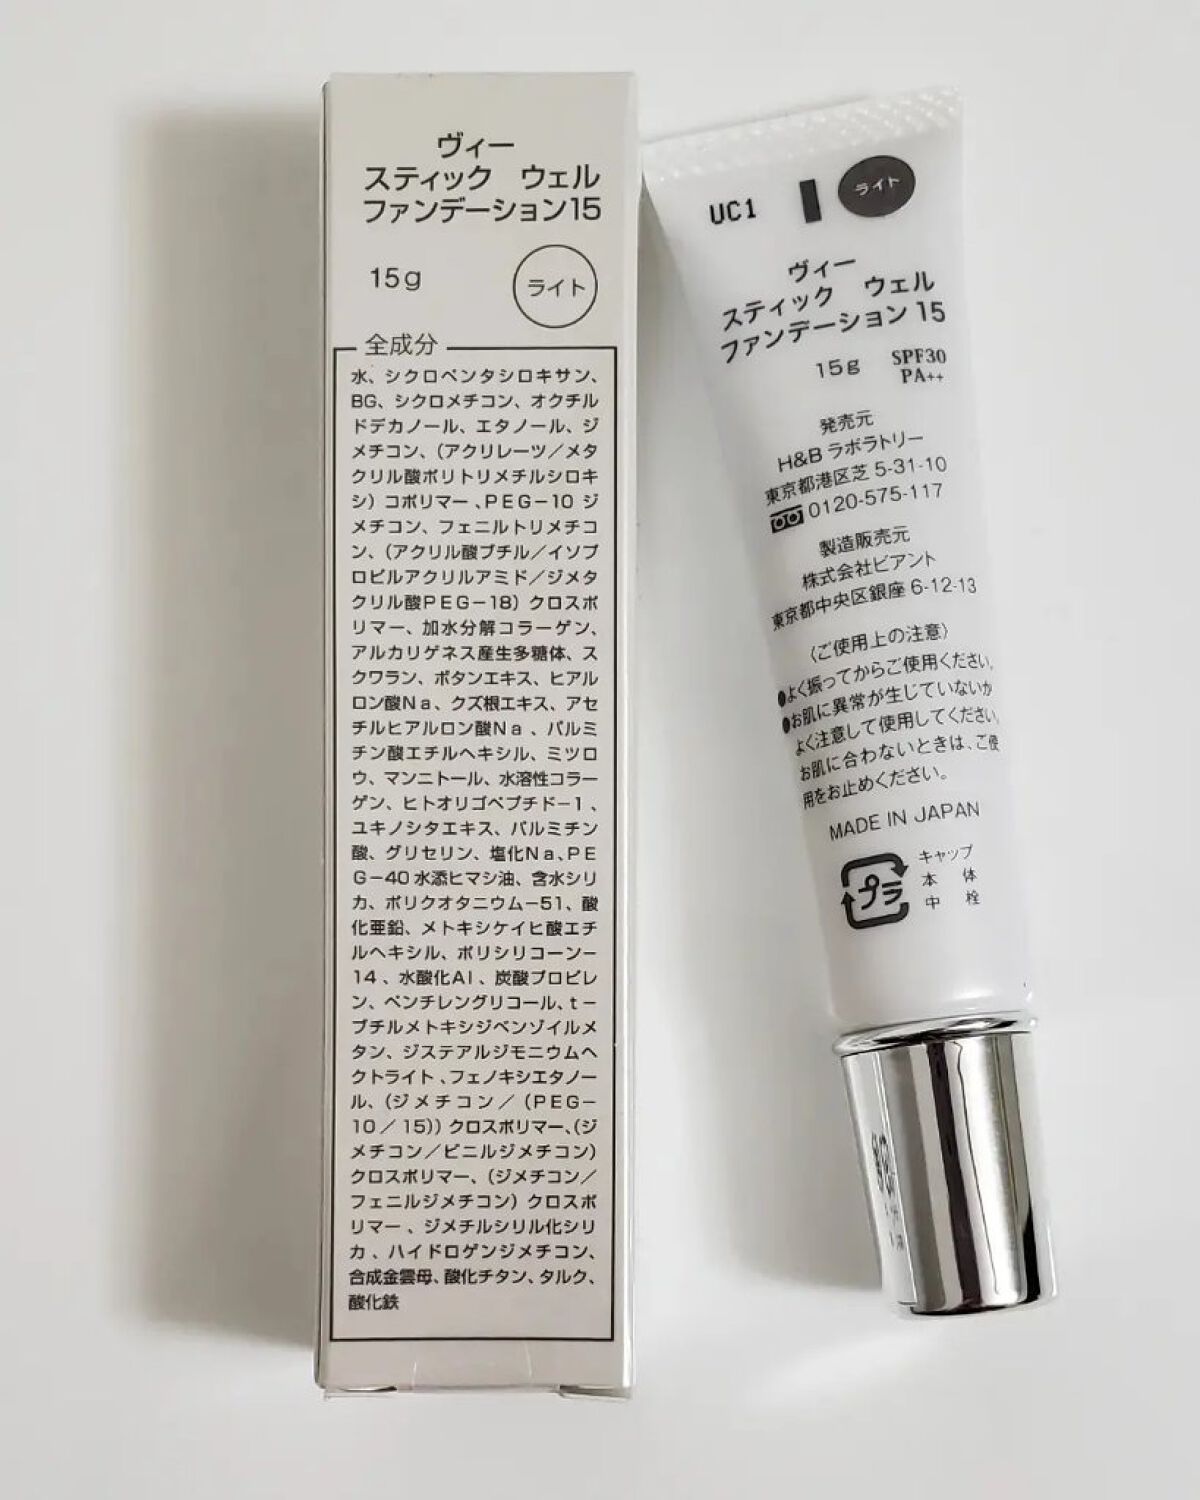 ヴィー
スティック ウェル
ファンデーション15
15g
ライト
全成分
水、シクロペンタシロキサン、
BG、シクロメチコン、オクチル
ドデカノール、エタノール、ジ
メチコン、(アクリレーツ/メタ
クリル酸ポリトリメチルシロキ
シ)コポリマー、PEG-10 ジ
メチコン、フェニルトリメチコ
ン、(アクリル酸ブチル/イソプ
ロピルアクリルアミド/ジメタ
クリル酸PEG-18)クロスポ
リマー、加水分解コラーゲン、
アルカリゲネス産生多糖体、ス
クワラン、ボタンエキス、ヒアル
ロン酸Na、クズ根エキス、アセ
チルヒアルロン酸Na、パルミ
チン酸エチルヘキシル、ミツロ
ウ、マンニトール、水溶性コラー
ゲン、ヒトオリゴペプチド-1、
ユキノシタエキス、パルミチン
酸、グリセリン、塩化Na、PE
G-40水添ヒマシ油、含水シリ
カ、ポリクオタニウム-51、酸
化亜鉛、メトキシケイヒ酸エチ
ルヘキシル、ポリシリコーン-
14、水酸化Al、炭酸プロピレ
ン、ペンチレングリコール、t-
ブチルメトキシジベンゾイルメ
タン、ジステアルジモニウムヘ
クトライト、フェノキシエタノー
ル、(ジメチコン/(PEG-
10/15))クロスポリマー、(ジ
メチコン/ビニルジメチコン)
クロスポリマー、(ジメチコン/
フェニルジメチコン)クロスポ
リマー、ジメチルシリル化シリ
カ、ハイドロゲンジメチコン、
合成金雲母、酸化チタン、タルク、
酸化鉄
UC1
ライト
ヴィー
スティック ウェル
ファンデーション15
15g SPF30
PA++
発売元
H&Bラボラトリー
東京都港区芝5-31-10
0120-575-117
製造販売元
株式会社ビアント
東京都中央区銀座6-12-13
〈ご使用上の注意〉
●よく振ってからご使用ください。
●お肌に異常が生じていないか
よく注意して使用してください。
お肌に合わないときは、ご使
用をお止めください。
MADE IN JAPAN
プラ
キャップ
本体
中栓